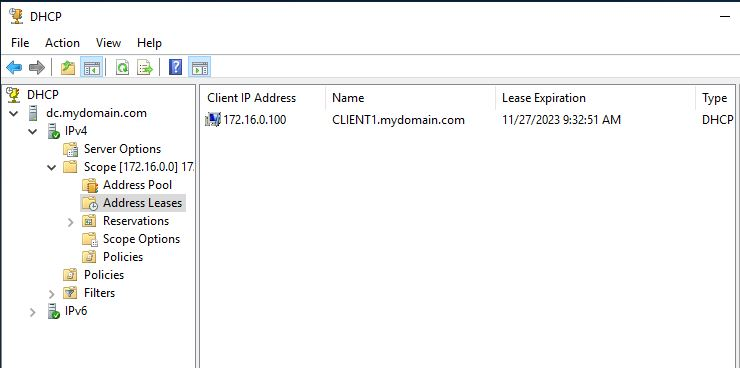 DHCP
File Action View Help
DHCP
dc.mydomain.com
IPv4
Server Options
Scope [172.16.0.0] 17
Address Pool
Address Leases
Reservations
Scope Options
Policies
Policies
Filters
IPv6
Client IP Address Name Lease Expiration Type
172.16.0.100 CLIENT1.mydomain.com 11/27/2023 9:32:51 AM DHCP